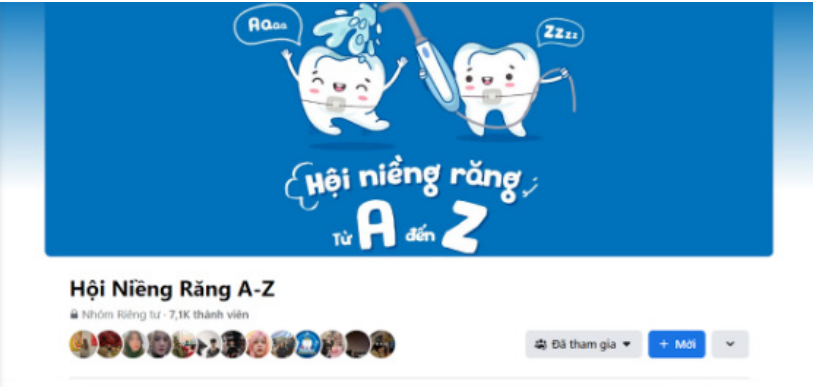 Aaaa
Zzzz
Hội niềng răng
Từ A đến Z
Hội Niềng Răng A-Z
Nhóm Riêng tư · 7,1K thành viên
Đã tham gia
+ Mời